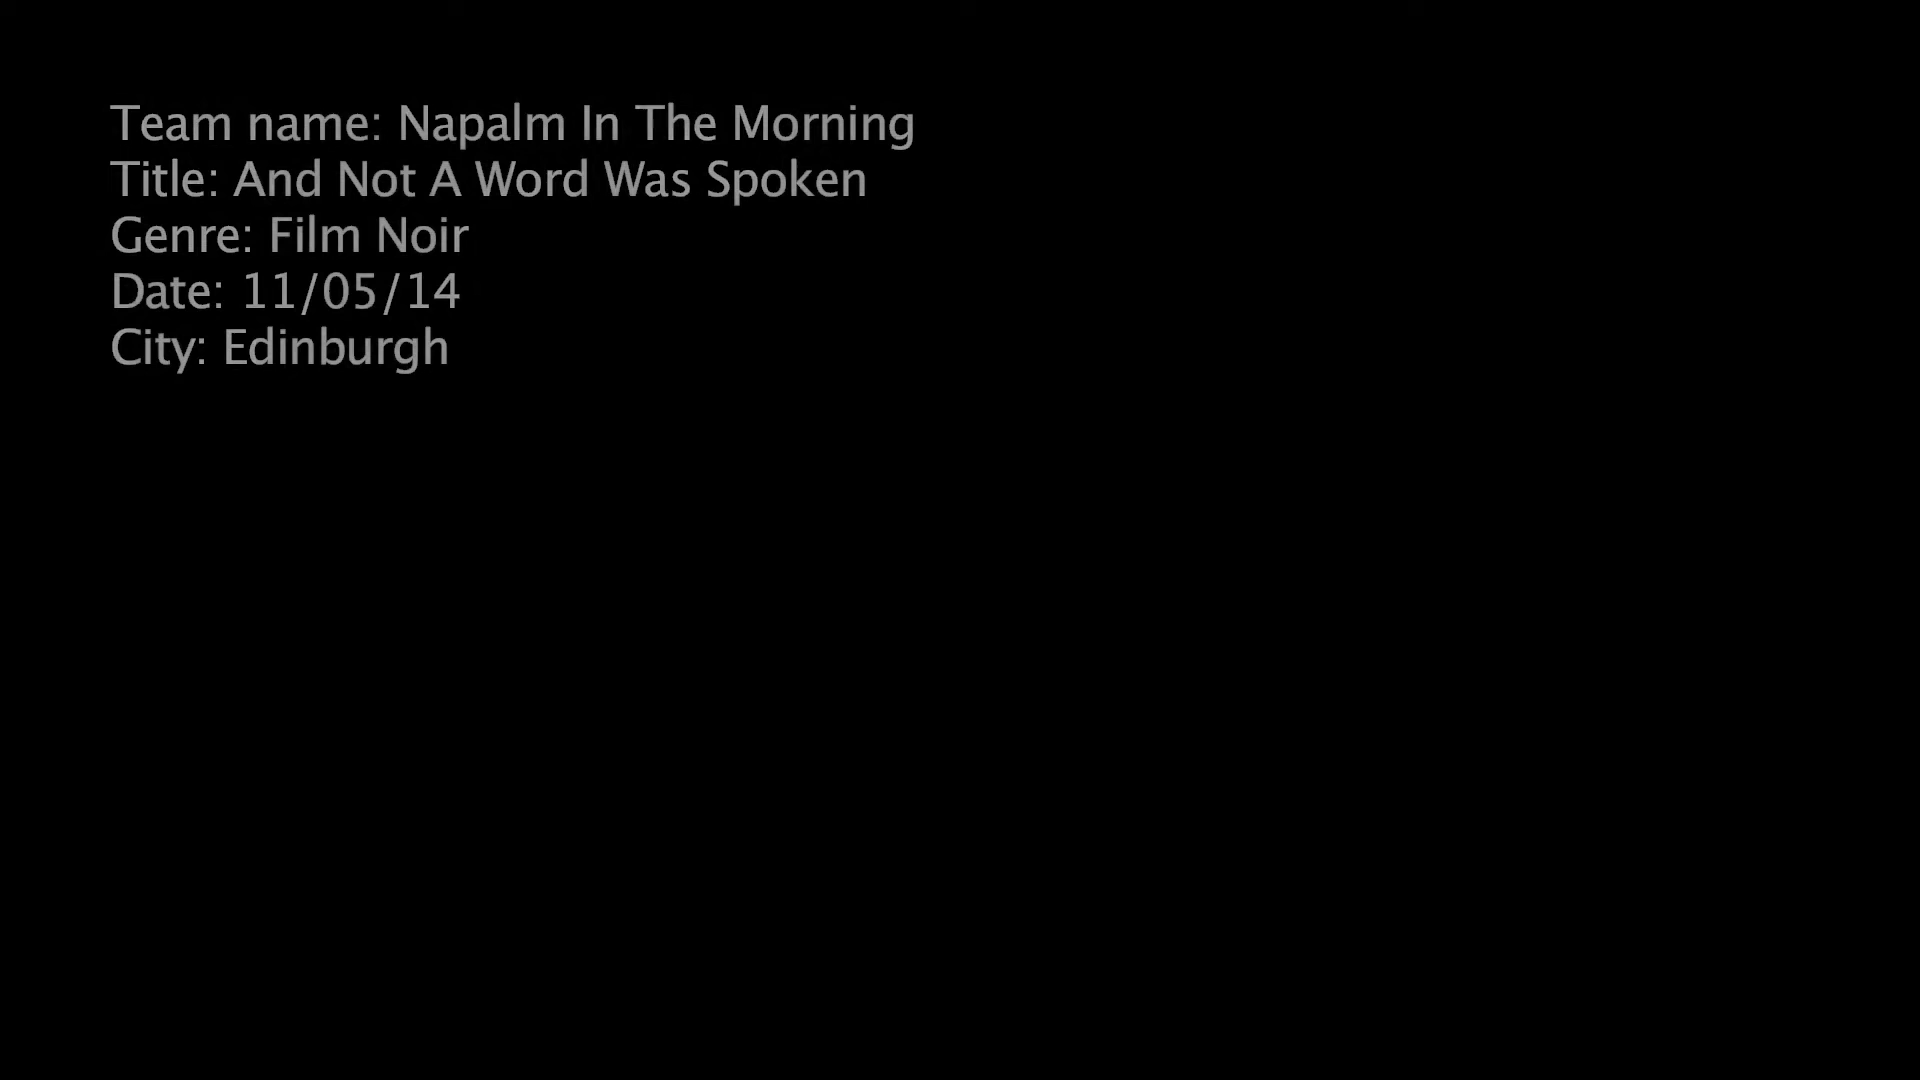 Team name: Napalm In The Morning
Title: And Not A Word Was Spoken
Genre: Film Noir
Date: 11/05/14
City: Edinburgh